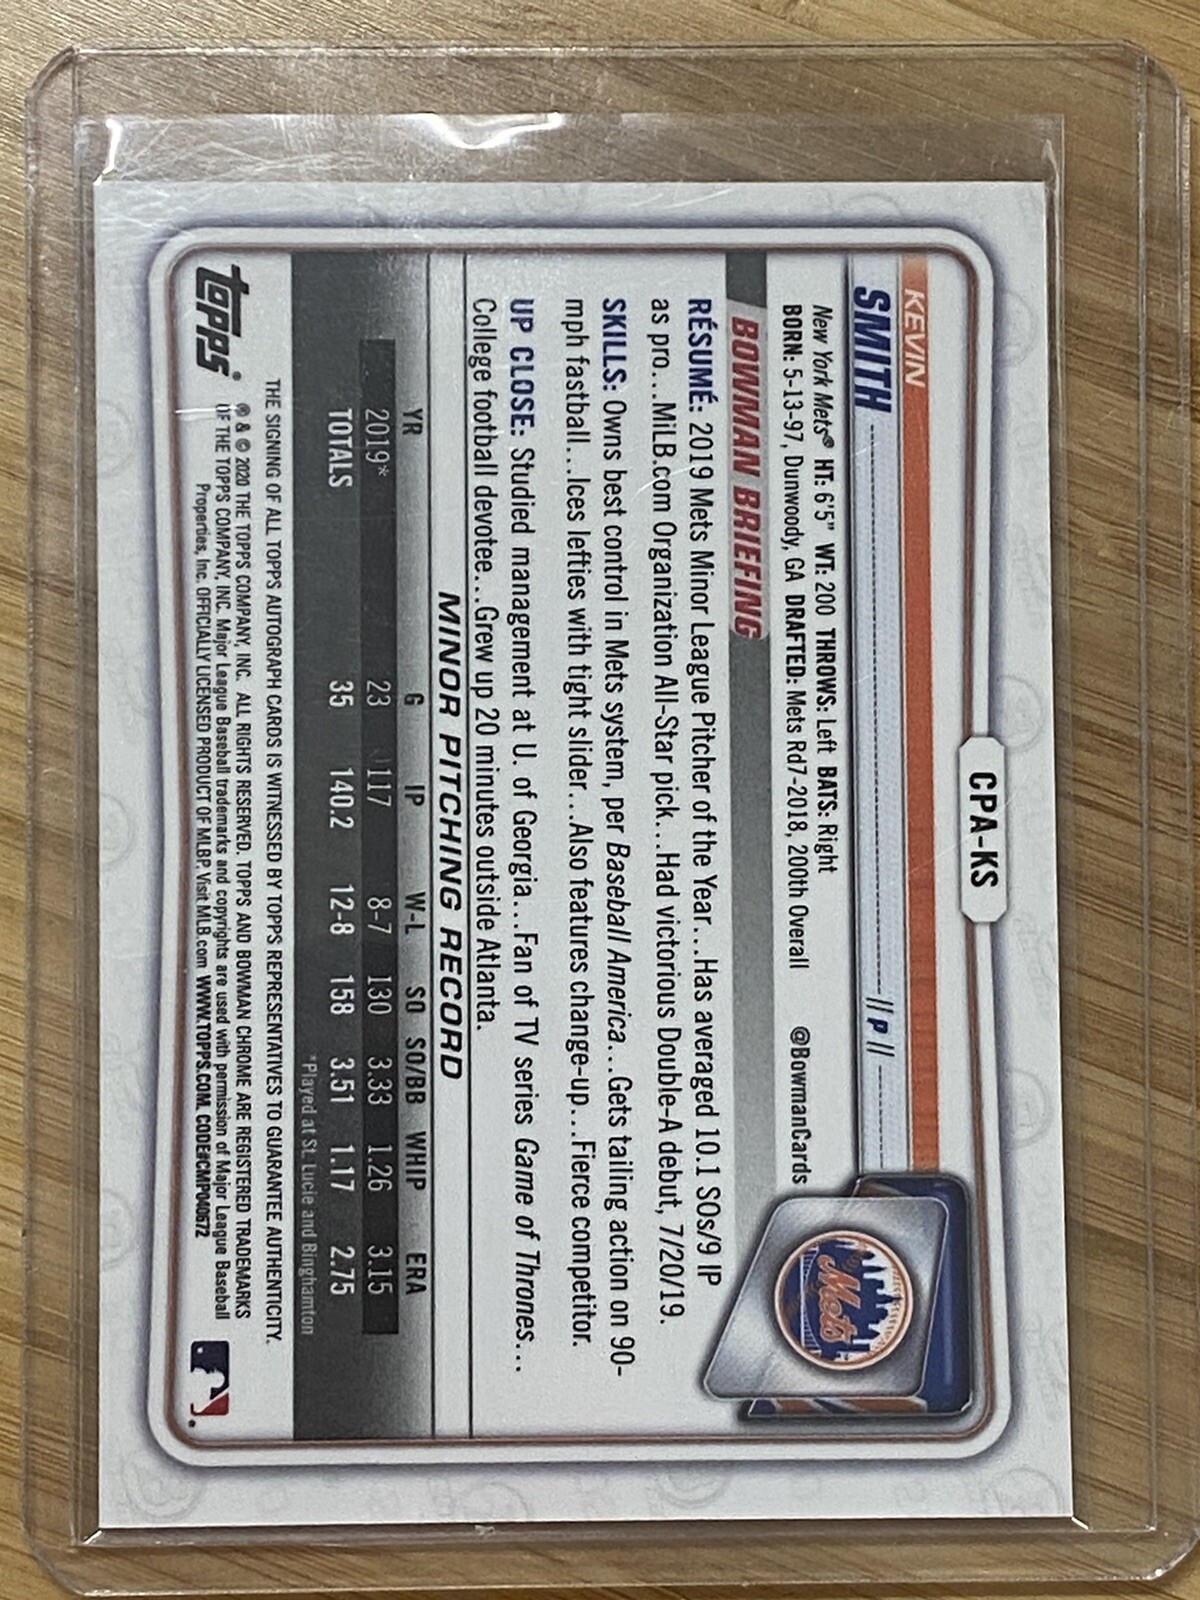 CPA-KS
KEVIN
SMITH
|| P ||
New York Mets® HT: 6'5" WT: 200 THROWS: Left BATS: Right
BORN: 5-13-97, Dunwoody, GA DRAFTED: Mets Rd7-2018, 200th Overall @BowmanCards
Mets
BOWMAN BRIEFING
RÉSUMÉ: 2019 Mets Minor League Pitcher of the Year...Has averaged 10.1 SOs/9 IP
as pro...MiLB.com Organization All-Star pick...Had victorious Double-A debut, 7/20/19.
SKILLS: Owns best control in Mets system, per Baseball America...Gets tailing action on 90-
mph fastball...Ices lefties with tight slider...Also features change-up...Fierce competitor.
UP CLOSE: Studied management at U. of Georgia...Fan of TV series Game of Thrones...
College football devotee...Grew up 20 minutes outside Atlanta.
MINOR PITCHING RECORD
YR G IP W-L SO SO/BB WHIP ERA
2019* 23 117 8-7 130 3.33 1.26 3.15
TOTALS 35 140.2 12-8 158 3.51 1.17 2.75
*Played at St. Lucie and Binghamton
THE SIGNING OF ALL TOPPS AUTOGRAPH CARDS IS WITNESSED BY TOPPS REPRESENTATIVES TO GUARANTEE AUTHENTICITY.
® & © 2020 THE TOPPS COMPANY, INC. ALL RIGHTS RESERVED. TOPPS AND BOWMAN CHROME ARE REGISTERED TRADEMARKS
OF THE TOPPS COMPANY, INC. Major League Baseball trademarks and copyrights are used with permission of Major League Baseball
Properties, Inc. OFFICIALLY LICENSED PRODUCT OF MLBP. Visit MLB.com WWW.TOPPS.COM. CODE#CMP040672
topps®